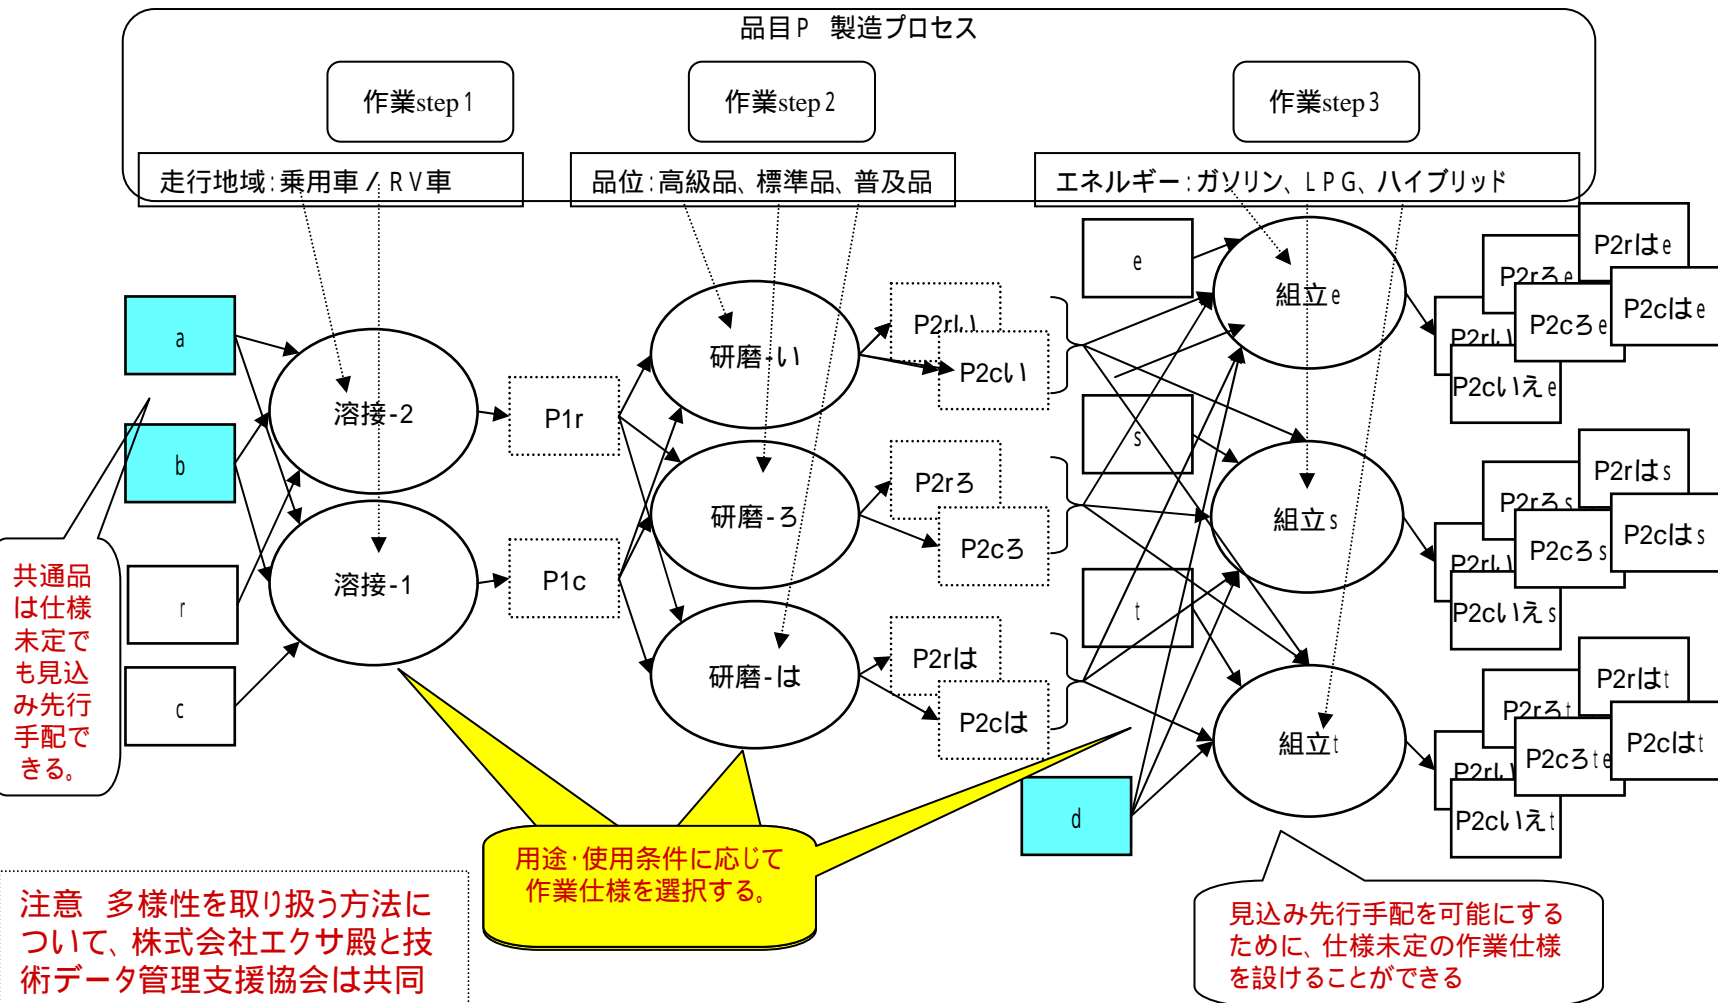 品目P 製造プロセス
作業step1
作業step2
作業step3
走行地域:乗用車/RV車
品位:高級品、標準品、普及品
エネルギー:ガソリン、LPG、ハイブリッド
a
b
r
c
溶接-2
溶接-1
P1r
P1c
研磨-い
研磨-ろ
研磨-は
P2rい
P2cい
P2rろ
P2cろ
P2rは
P2cは
e
s
t
d
組立e
組立s
組立t
P2rはe
P2rろe
P2cはe
P2cろe
P2rい
P2cいえe
P2rはs
P2rろs
P2cはs
P2cろs
P2rい
P2cいえs
P2rはt
P2rろt
P2cはt
P2cろte
P2rい
P2cいえt
共通品
は仕様
未定で
も見込
み先行
手配で
きる。
用途・使用条件に応じて
作業仕様を選択する。
見込み先行手配を可能にする
ために、仕様未定の作業仕様
を設けることができる
注意 多様性を取り扱う方法に
ついて、株式会社エクサ殿と技
術データ管理支援協会は共同